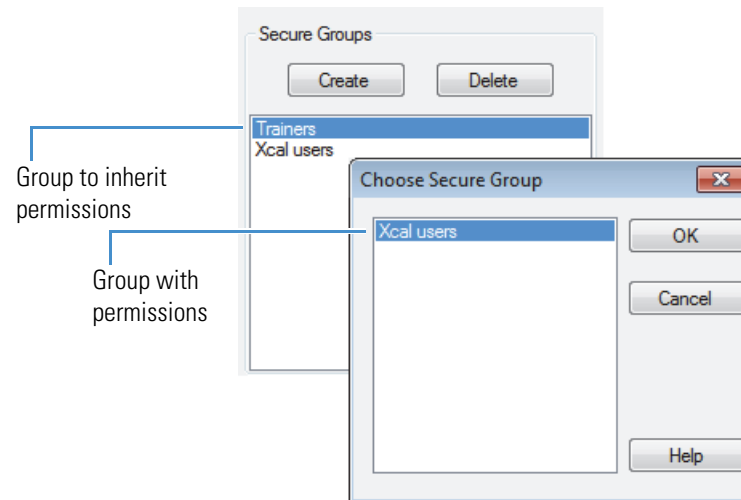 Secure Groups
Create Delete
Trainers
Xcal users
Group to inherit
permissions
Choose Secure Group
Xcal users
OK
Group with
permissions
Cancel
Help